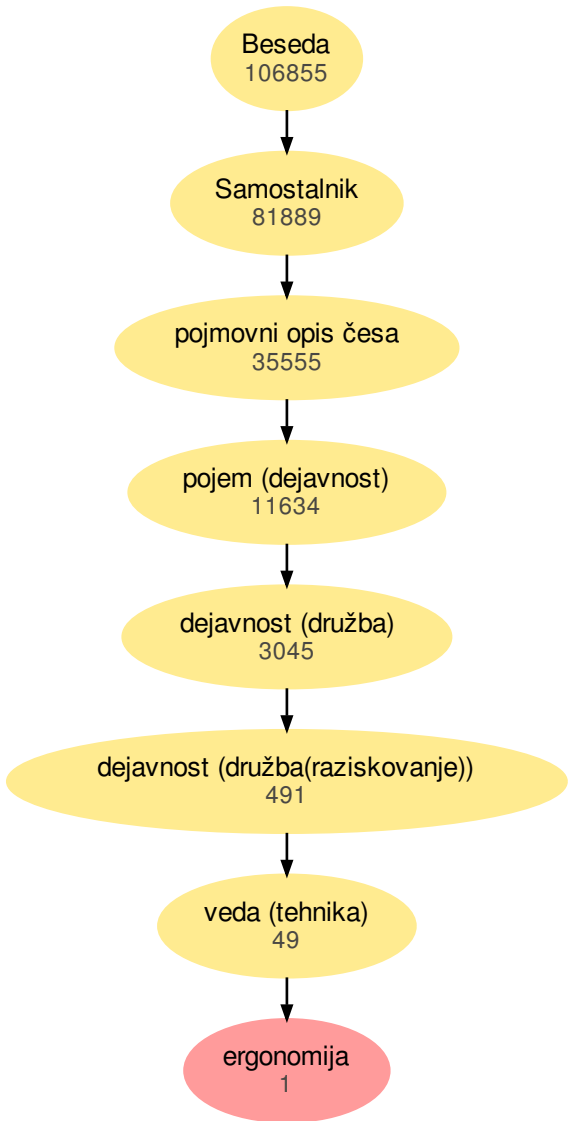 Beseda
106855
Samostalnik
81889
pojmovni opis česa
35555
pojem (dejavnost)
11634
dejavnost (družba)
3045
dejavnost (družba(raziskovanje))
491
veda (tehnika)
49
ergonomija
1